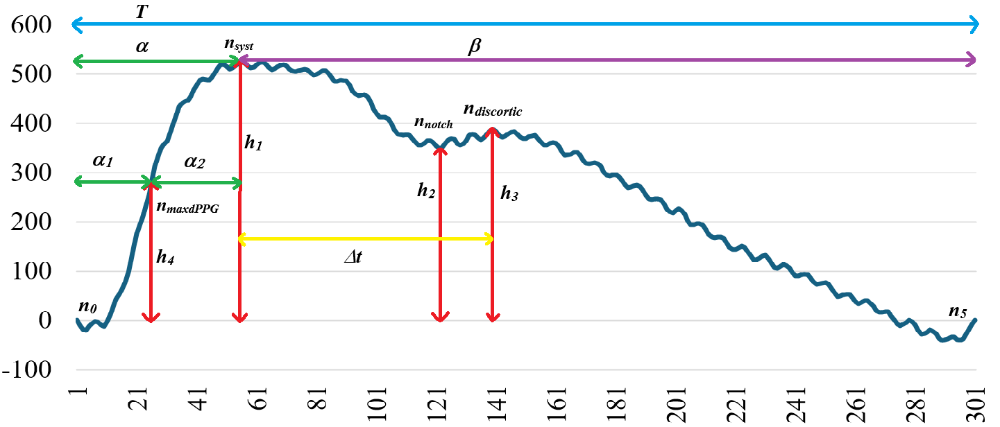 T
600
α
n_syst
β
500
n_discortic
400
n_notch
h₁
α₁
α₂
300
h₂
h₃
n_maxdPPG
200
h₄
Δt
100
n₀
n₅
0
-100
1 21 41 61 81 101 121 141 161 181 201 221 241 261 281 301